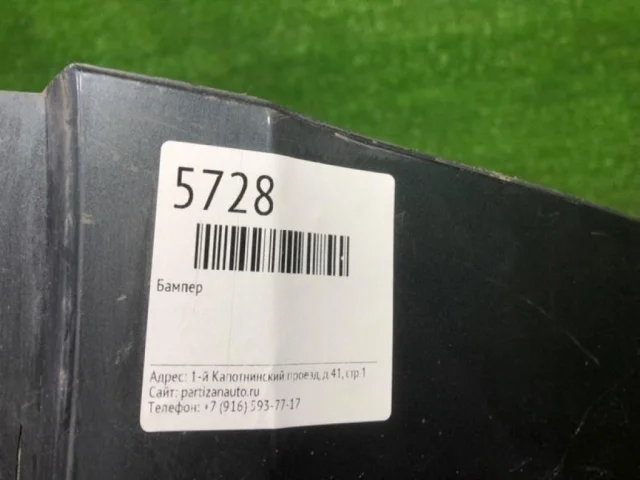 5728
Бампер
Адрес: 1-й Капотнинский проезд, д.41, стр.1
Сайт: partizanauto.ru
Телефон: +7 (916) 593-77-17